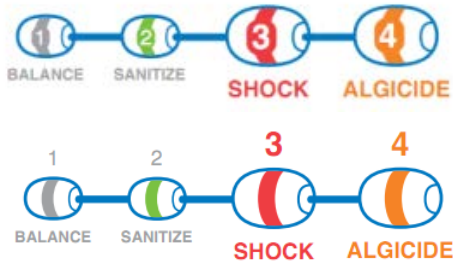 1 2 3 4
BALANCE SANITIZE
SHOCK ALGICIDE
3 4
1 2
BALANCE SANITIZE
SHOCK ALGICIDE